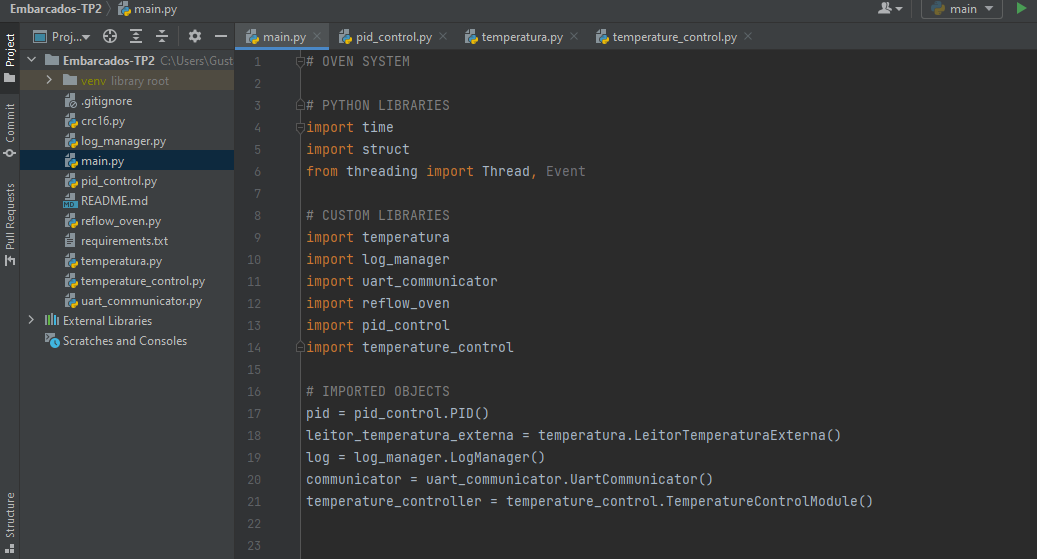 Embarcados-TP2 main.py
main
Project
Commit
Pull Requests
Structure
Proj...
Embarcados-TP2 C:\Users\Gust
venv library root
.gitignore
crc16.py
log_manager.py
main.py
pid_control.py
README.md
reflow_oven.py
requirements.txt
temperatura.py
temperature_control.py
uart_communicator.py
External Libraries
Scratches and Consoles
main.py pid_control.py temperatura.py temperature_control.py
1 # OVEN SYSTEM
2
3 # PYTHON LIBRARIES
4 import time
5 import struct
6 from threading import Thread, Event
7
8 # CUSTOM LIBRARIES
9 import temperatura
10 import log_manager
11 import uart_communicator
12 import reflow_oven
13 import pid_control
14 import temperature_control
15
16 # IMPORTED OBJECTS
17 pid = pid_control.PID()
18 leitor_temperatura_externa = temperatura.LeitorTemperaturaExterna()
19 log = log_manager.LogManager()
20 communicator = uart_communicator.UartCommunicator()
21 temperature_controller = temperature_control.TemperatureControlModule()
22
23